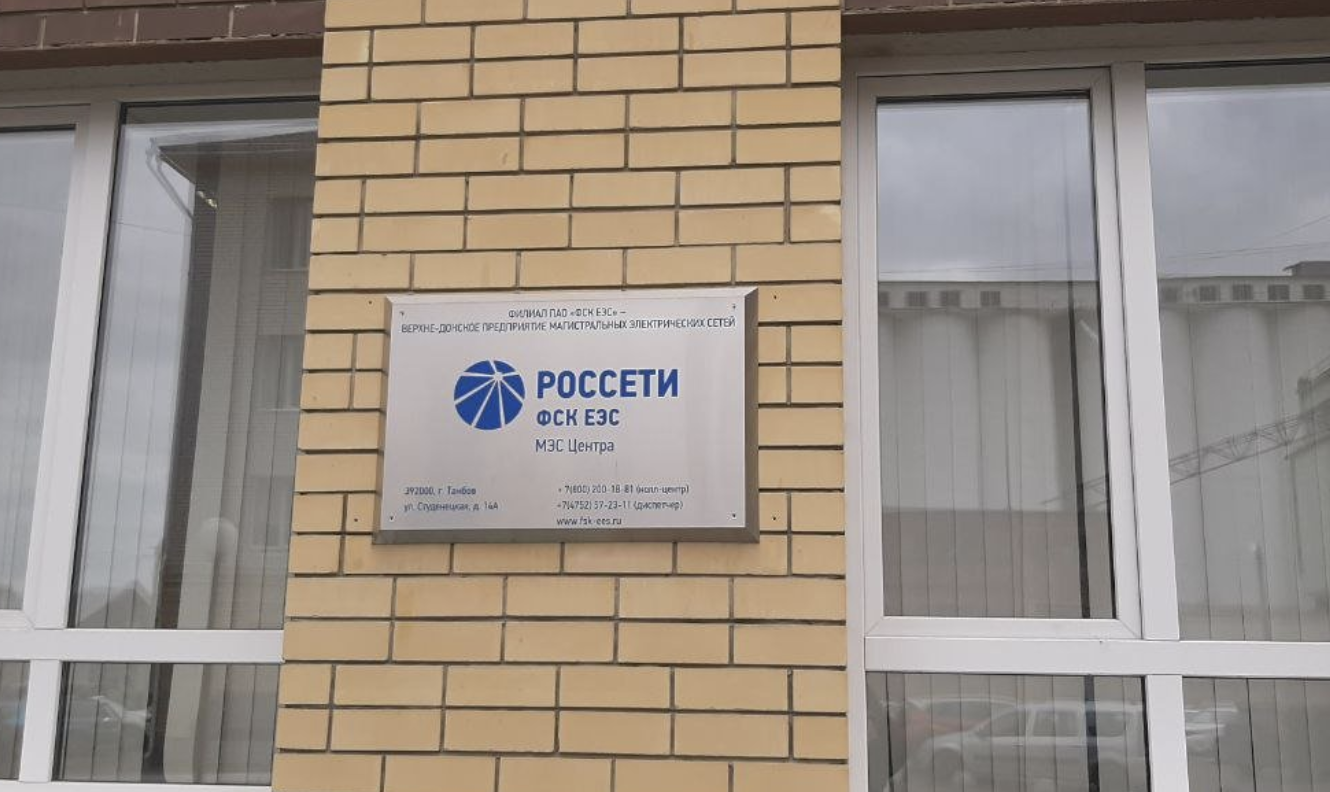 ФИЛИАЛ ПАО «ФСК ЕЭС» –
ВЕРХНЕ-ДОНСКОЕ ПРЕДПРИЯТИЕ МАГИСТРАЛЬНЫХ ЭЛЕКТРИЧЕСКИХ СЕТЕЙ
РОССЕТИ
ФСК ЕЭС
МЭС Центра
392000, г. Тамбов
ул. Студенецкая, д. 14А
+ 7(800) 200-18-81 (колл-центр)
+7(4752) 57-23-11 (диспетчер)
www.fsk-ees.ru